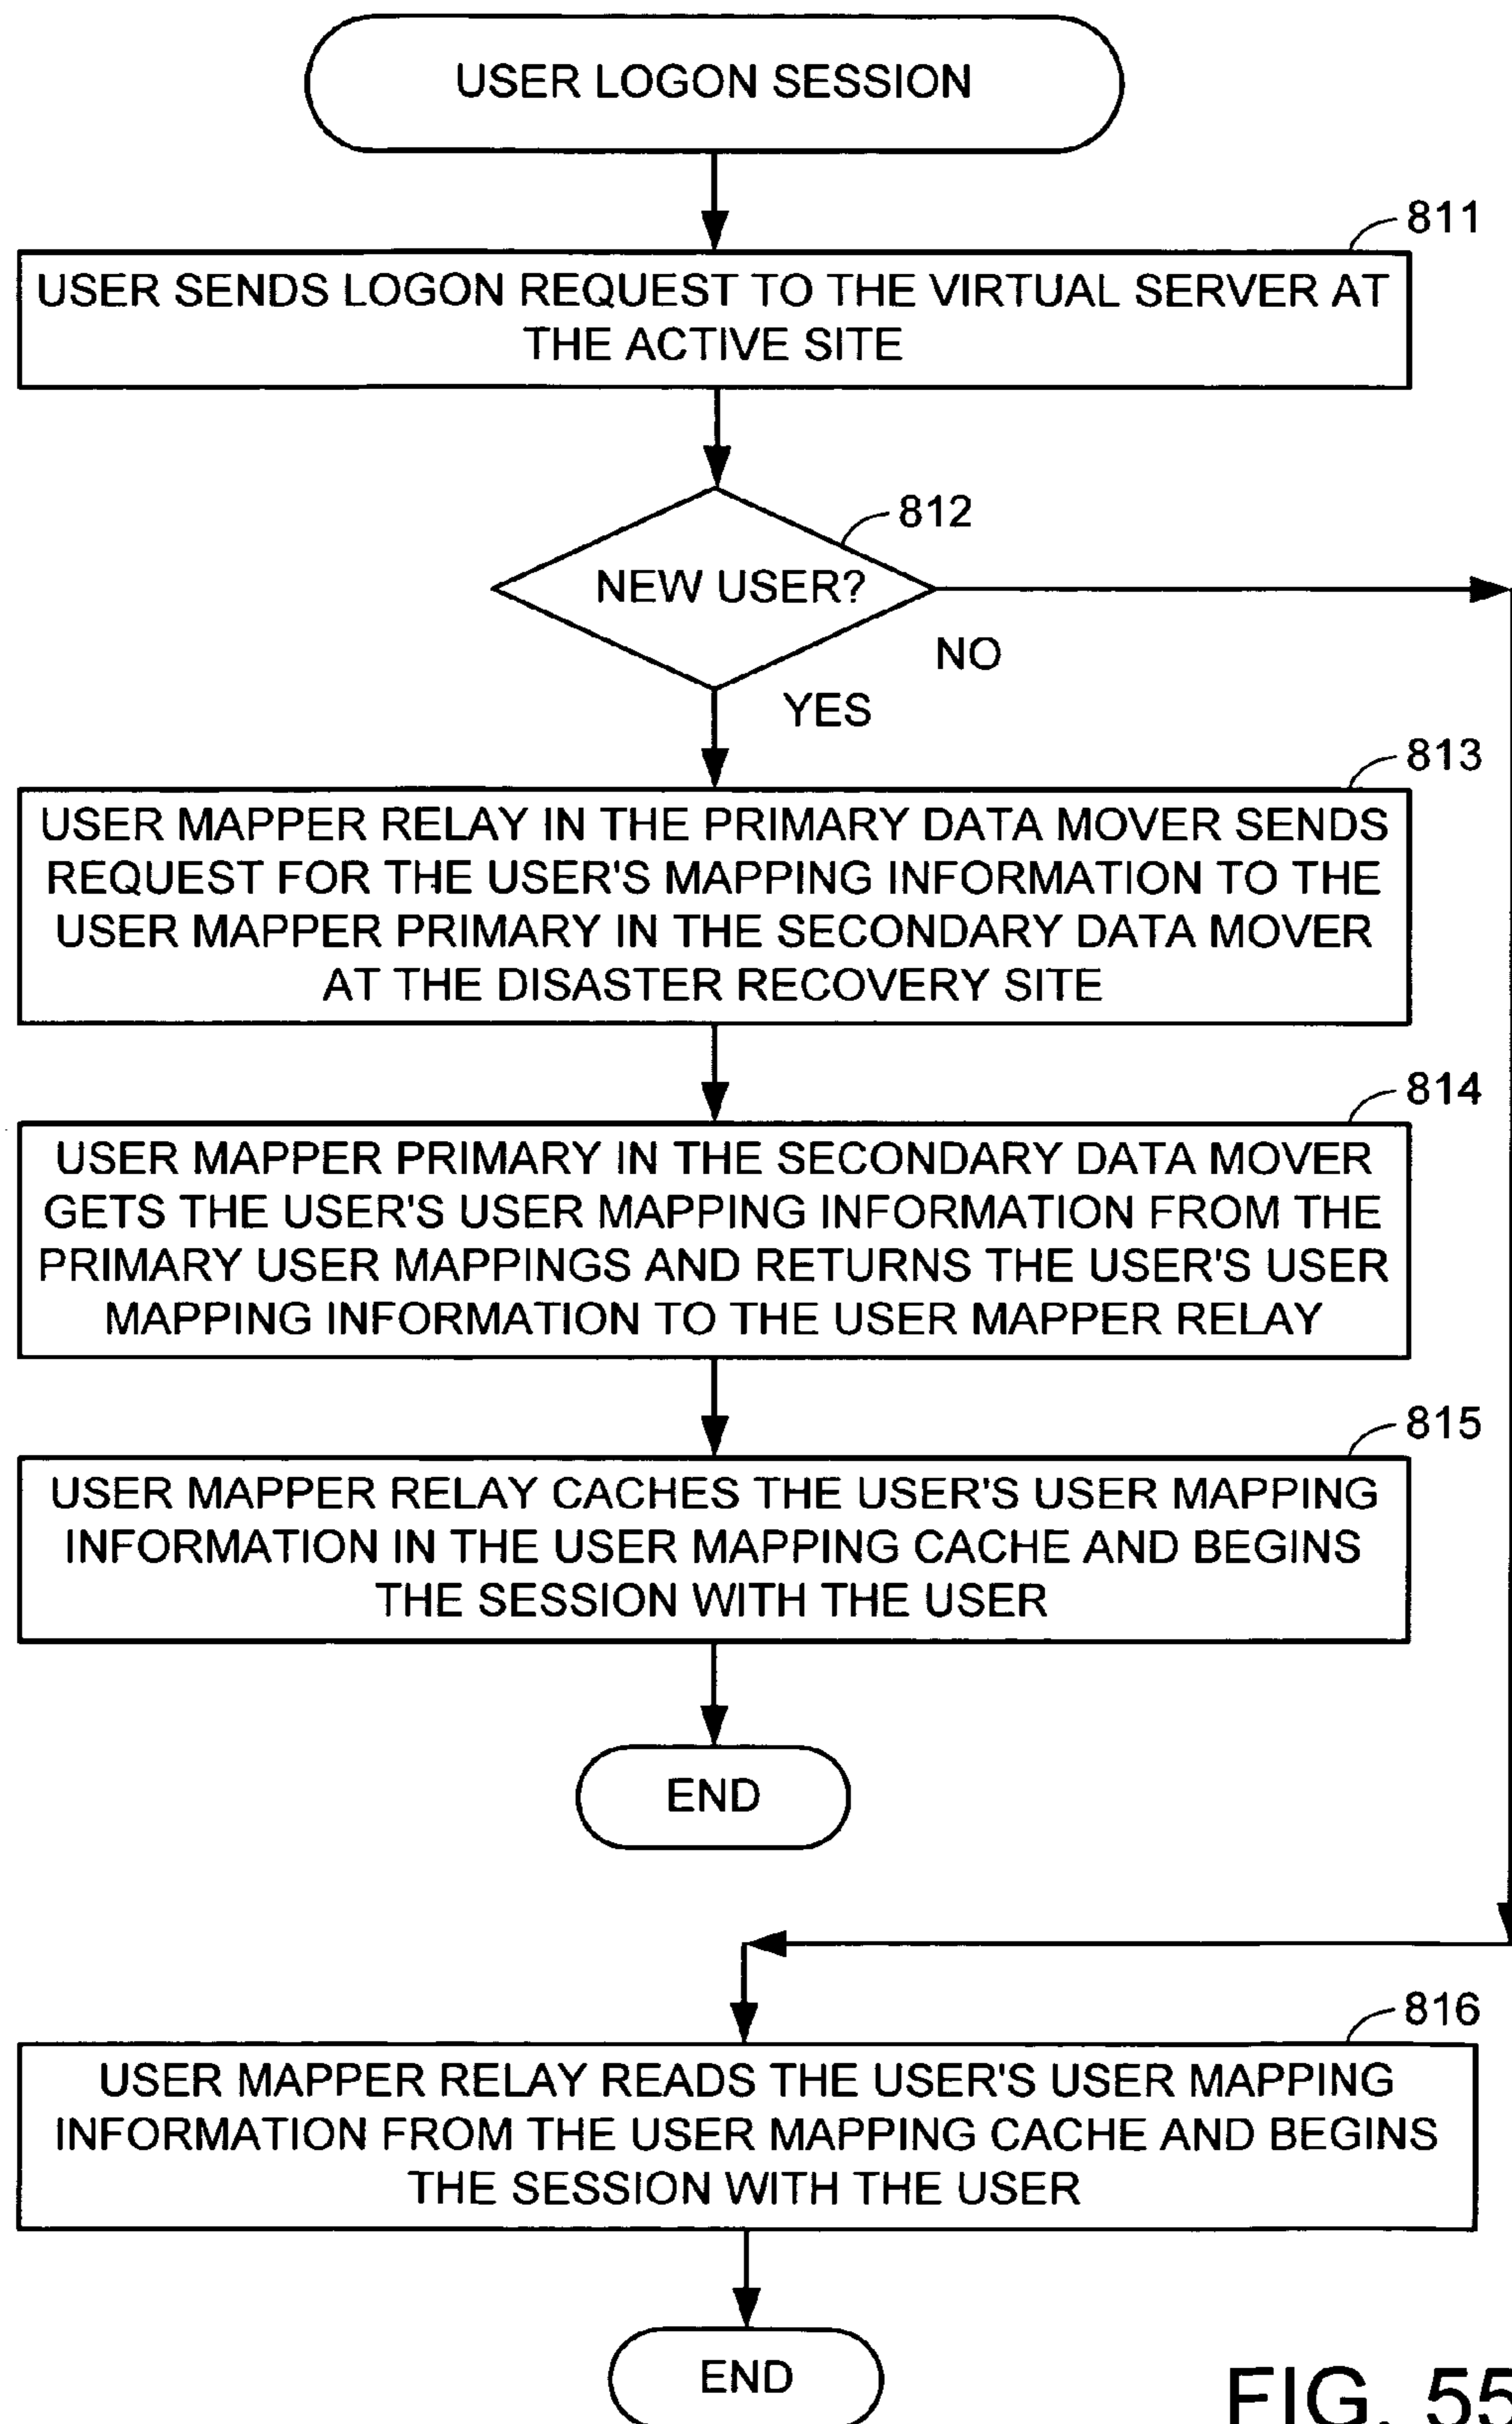 USER LOGON SESSION
811
USER SENDS LOGON REQUEST TO THE VIRTUAL SERVER AT
THE ACTIVE SITE
812
NEW USER?
NO
YES
813
USER MAPPER RELAY IN THE PRIMARY DATA MOVER SENDS
REQUEST FOR THE USER'S MAPPING INFORMATION TO THE
USER MAPPER PRIMARY IN THE SECONDARY DATA MOVER
AT THE DISASTER RECOVERY SITE
814
USER MAPPER PRIMARY IN THE SECONDARY DATA MOVER
GETS THE USER'S USER MAPPING INFORMATION FROM THE
PRIMARY USER MAPPINGS AND RETURNS THE USER'S USER
MAPPING INFORMATION TO THE USER MAPPER RELAY
815
USER MAPPER RELAY CACHES THE USER'S USER MAPPING
INFORMATION IN THE USER MAPPING CACHE AND BEGINS
THE SESSION WITH THE USER
END
816
USER MAPPER RELAY READS THE USER'S USER MAPPING
INFORMATION FROM THE USER MAPPING CACHE AND BEGINS
THE SESSION WITH THE USER
END
FIG. 55